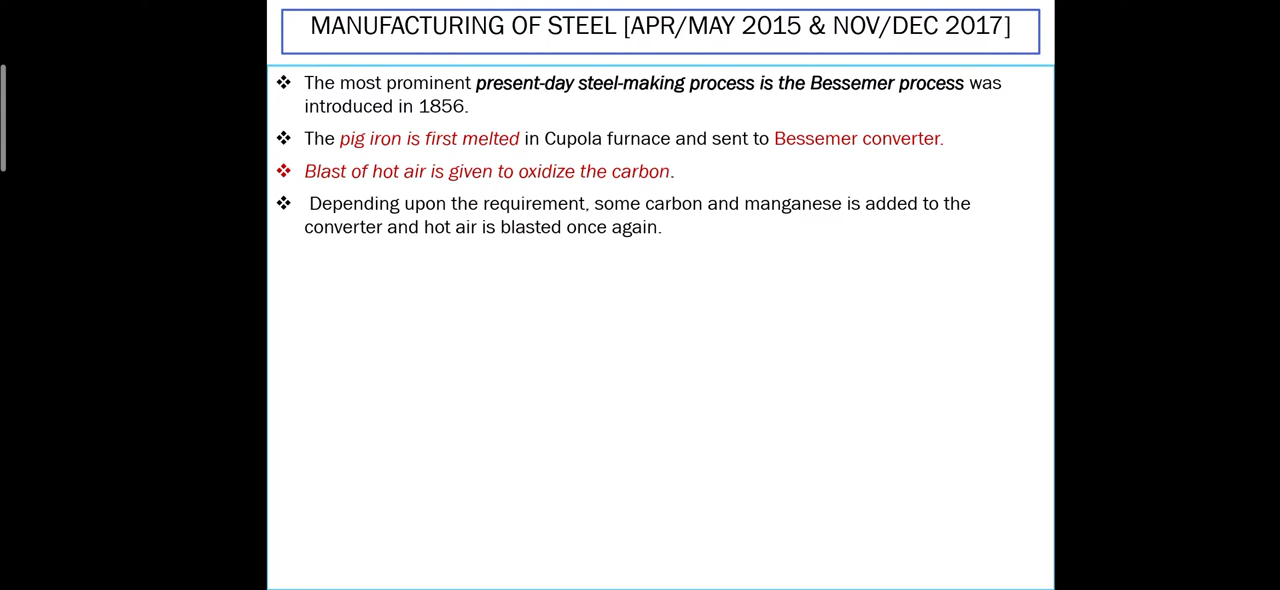 MANUFACTURING OF STEEL [APR/MAY 2015 & NOV/DEC 2017]
❖ The most prominent present-day steel-making process is the Bessemer process was
introduced in 1856.
❖ The pig iron is first melted in Cupola furnace and sent to Bessemer converter.
❖ Blast of hot air is given to oxidize the carbon.
❖ Depending upon the requirement, some carbon and manganese is added to the
converter and hot air is blasted once again.